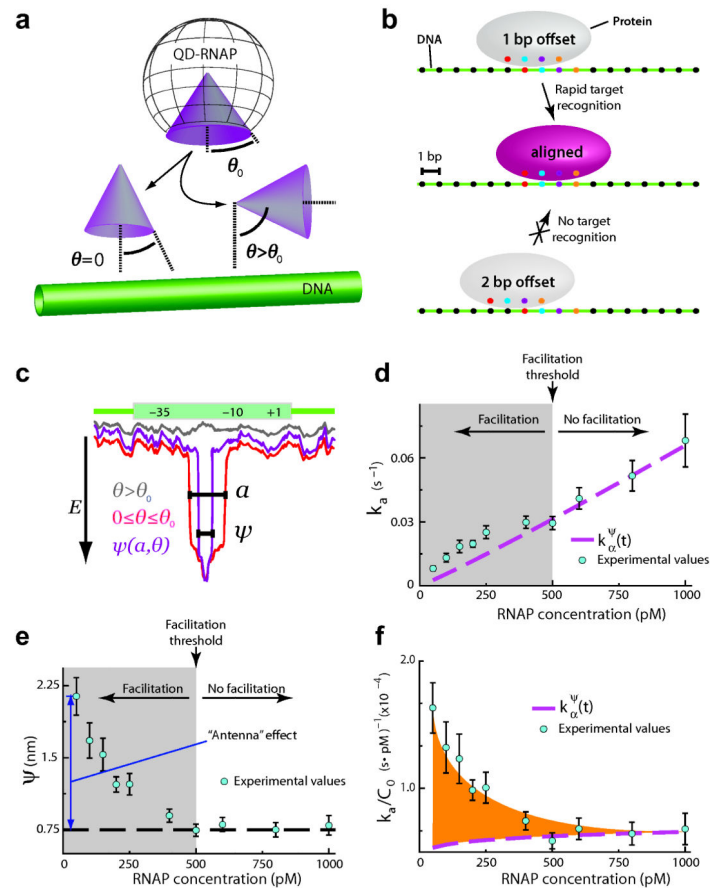 a
QD-RNAP
θ0
θ=0
θ>θ0
DNA
b
DNA
Protein
1 bp offset
Rapid target
recognition
aligned
1 bp
No target
recognition
2 bp offset
c
−35 −10 +1
E
θ>θ0
0≤θ≤θ0
ψ(a,θ)
a
ψ
d
Facilitation
threshold
Facilitation
No facilitation
ka (s-1)
0.06
0.03
0
kαψ(t)
Experimental values
0 250 500 750 1000
RNAP concentration (pM)
e
Facilitation
threshold
Facilitation
No facilitation
"Antenna" effect
Ψ (nm)
2.25
1.5
0.75
Experimental values
0 250 500 750 1000
RNAP concentration (pM)
f
ka/C0 (s•pM)-1(x10-4)
2.0
1.0
kαψ(t)
Experimental values
0 250 500 750 1000
RNAP concentration (pM)